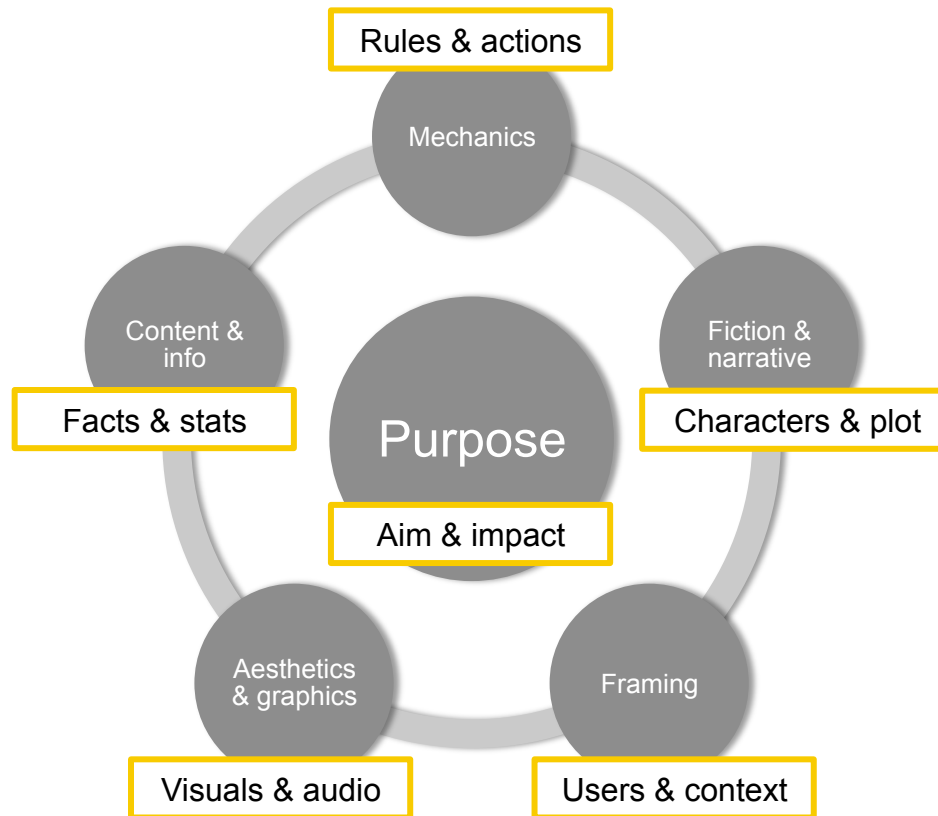 Rules & actions
Mechanics
Content &
info
Facts & stats
Fiction &
narrative
Characters & plot
Purpose
Aim & impact
Aesthetics
& graphics
Visuals & audio
Framing
Users & context